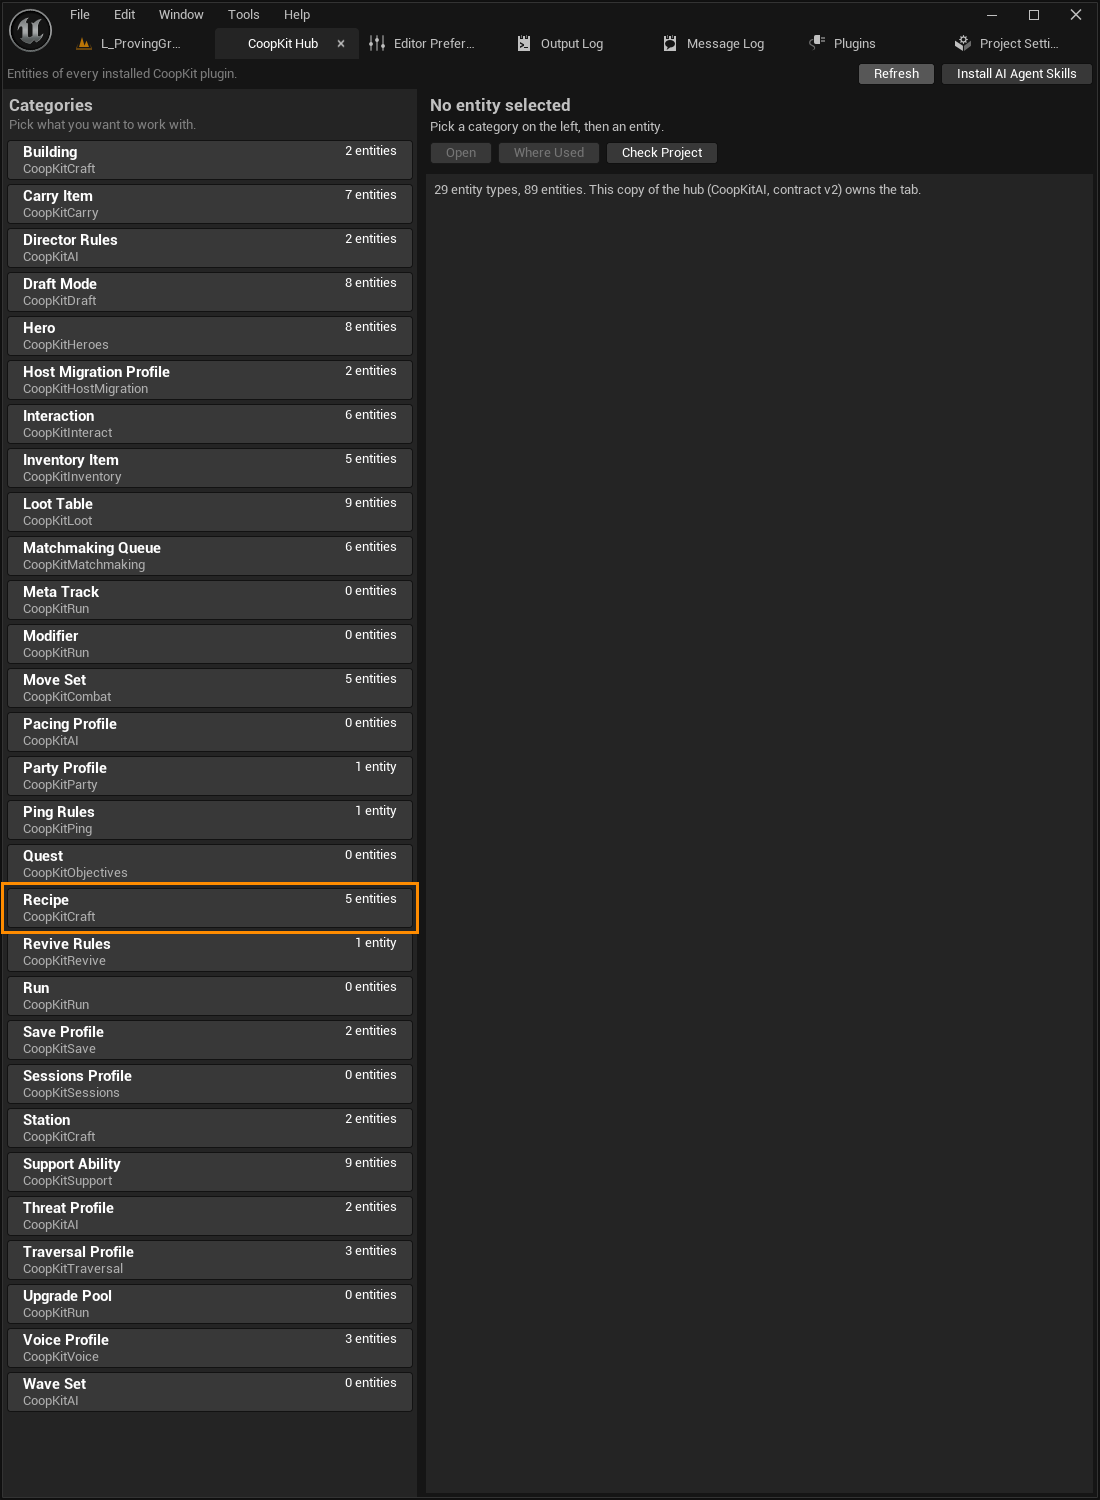 File Edit Window Tools Help
L_ProvingGr... CoopKit Hub × Editor Prefer... Output Log Message Log Plugins Project Setti...
Entities of every installed CoopKit plugin. Refresh Install AI Agent Skills
Categories
Pick what you want to work with.
Building 2 entities
CoopKitCraft
Carry Item 7 entities
CoopKitCarry
Director Rules 2 entities
CoopKitAI
Draft Mode 8 entities
CoopKitDraft
Hero 8 entities
CoopKitHeroes
Host Migration Profile 2 entities
CoopKitHostMigration
Interaction 6 entities
CoopKitInteract
Inventory Item 5 entities
CoopKitInventory
Loot Table 9 entities
CoopKitLoot
Matchmaking Queue 6 entities
CoopKitMatchmaking
Meta Track 0 entities
CoopKitRun
Modifier 0 entities
CoopKitRun
Move Set 5 entities
CoopKitCombat
Pacing Profile 0 entities
CoopKitAI
Party Profile 1 entity
CoopKitParty
Ping Rules 1 entity
CoopKitPing
Quest 0 entities
CoopKitObjectives
Recipe 5 entities
CoopKitCraft
Revive Rules 1 entity
CoopKitRevive
Run 0 entities
CoopKitRun
Save Profile 2 entities
CoopKitSave
Sessions Profile 0 entities
CoopKitSessions
Station 2 entities
CoopKitCraft
Support Ability 9 entities
CoopKitSupport
Threat Profile 2 entities
CoopKitAI
Traversal Profile 3 entities
CoopKitTraversal
Upgrade Pool 0 entities
CoopKitRun
Voice Profile 3 entities
CoopKitVoice
Wave Set 0 entities
CoopKitAI
No entity selected
Pick a category on the left, then an entity.
Open Where Used Check Project
29 entity types, 89 entities. This copy of the hub (CoopKitAI, contract v2) owns the tab.